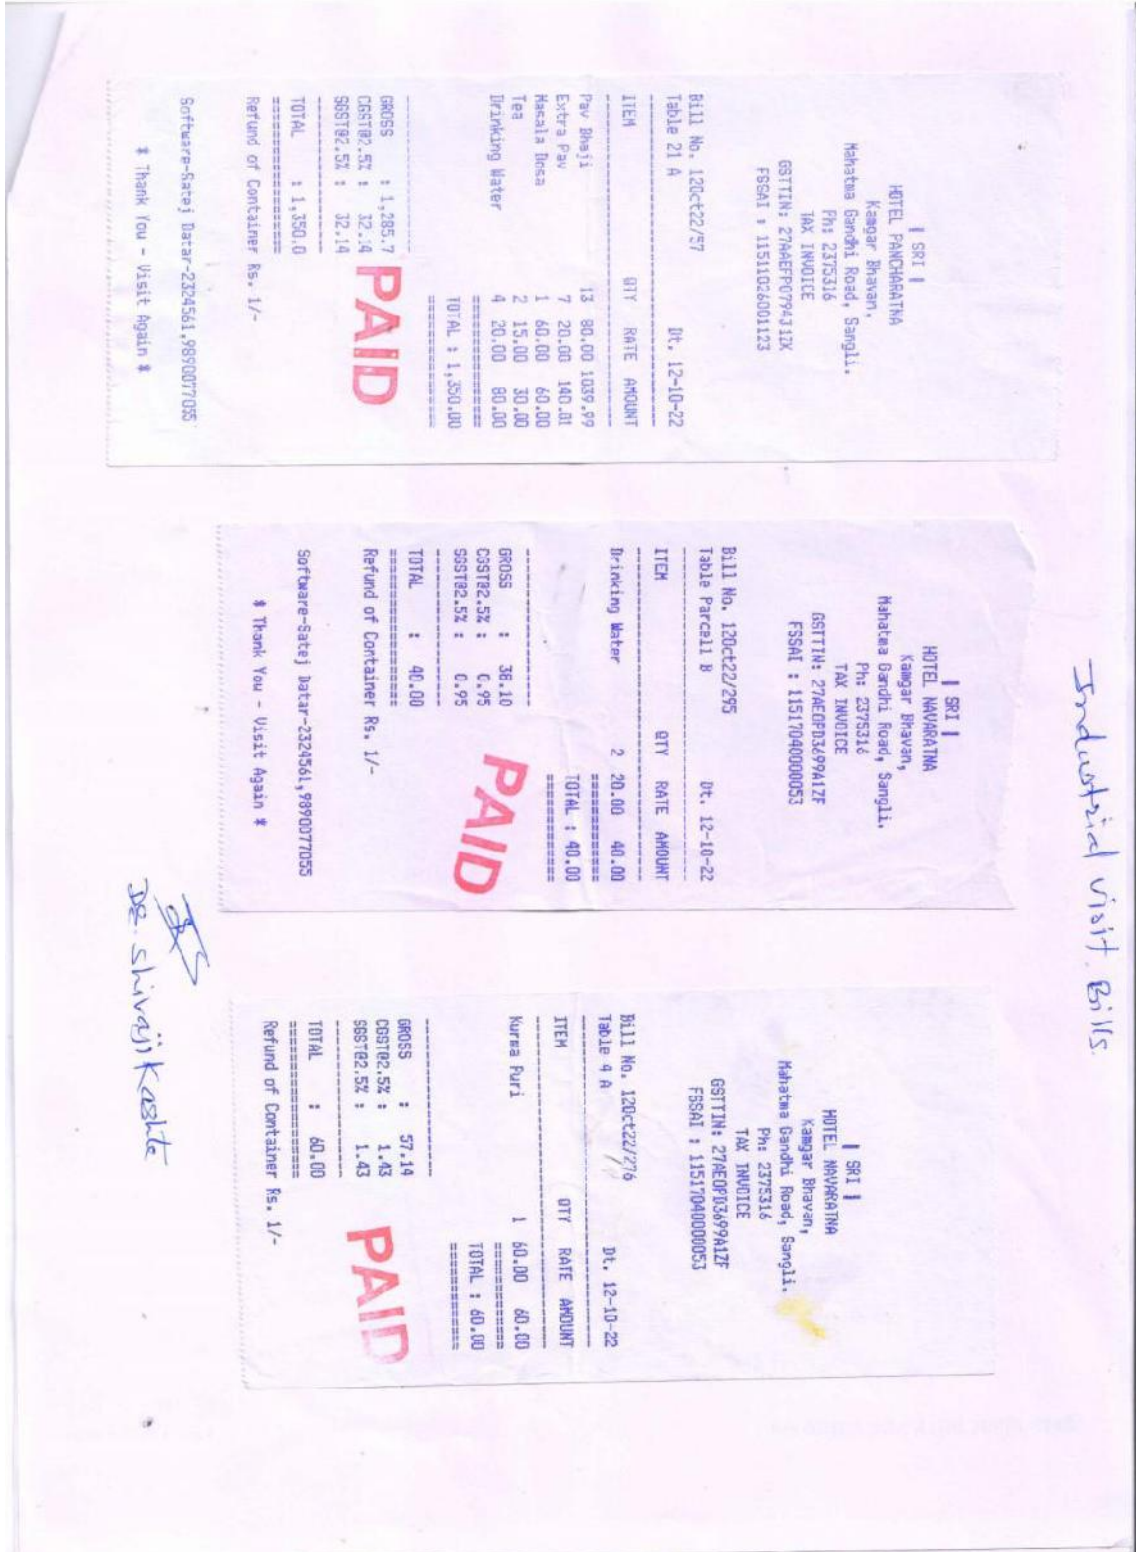 Industrial visit Bills.
| SRI |
HOTEL PANCHARATNA
Kamgar Bhavan,
Mahatma Gandhi Road, Sangli.
Ph: 2375316
TAX INVOICE
GSTTIN: 27AAEFP0794J1ZK
FSSAI : 11511026001123
Bill No. 12Oct22/57 Dt. 12-10-22
Table 21 A
ITEM QTY RATE AMOUNT
Pav Bhaji 13 80.00 1039.99
Extra Pav 7 20.00 140.01
Masala Dosa 1 60.00 60.00
Tea 2 15.00 30.00
Drinking Water 4 20.00 80.00
TOTAL : 1,350.00
GROSS : 1,285.7
CGST@2.5% : 32.14
SGST@2.5% : 32.14
TOTAL : 1,350.0
PAID
Refund of Container Rs. 1/-
Software-Satej Datar-2324561,9890077055
* Thank You - Visit Again *
| SRI |
HOTEL NAVARATNA
Kamgar Bhavan,
Mahatma Gandhi Road, Sangli.
Ph: 2375316
TAX INVOICE
GSTTIN: 27AEOPD3699A1ZF
FSSAI : 11517040000053
Bill No. 12Oct22/295 Dt. 12-10-22
Table Parcell B
ITEM QTY RATE AMOUNT
Drinking Water 2 20.00 40.00
TOTAL : 40.00
GROSS : 38.10
CGST@2.5% : 0.95
SGST@2.5% : 0.95
TOTAL : 40.00
PAID
Refund of Container Rs. 1/-
Software-Satej Datar-2324561,9890077055
* Thank You - Visit Again *
| SRI |
HOTEL NAVARATNA
Kamgar Bhavan,
Mahatma Gandhi Road, Sangli.
Ph: 2375316
TAX INVOICE
GSTTIN: 27AEOPD3699A1ZF
FSSAI : 11517040000053
Bill No. 12Oct22/276 Dt. 12-10-22
Table 4 A
ITEM QTY RATE AMOUNT
Kurma Puri 1 60.00 60.00
TOTAL : 60.00
GROSS : 57.14
CGST@2.5% : 1.43
SGST@2.5% : 1.43
TOTAL : 60.00
PAID
Refund of Container Rs. 1/-
Dr. Shivaji Kashte